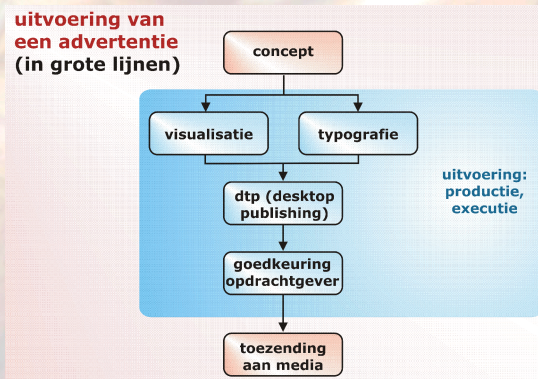 uitvoering van
een advertentie
(in grote lijnen)
concept
visualisatie
typografie
uitvoering:
productie,
executie
dtp (desktop
publishing)
goedkeuring
opdrachtgever
toezending
aan media